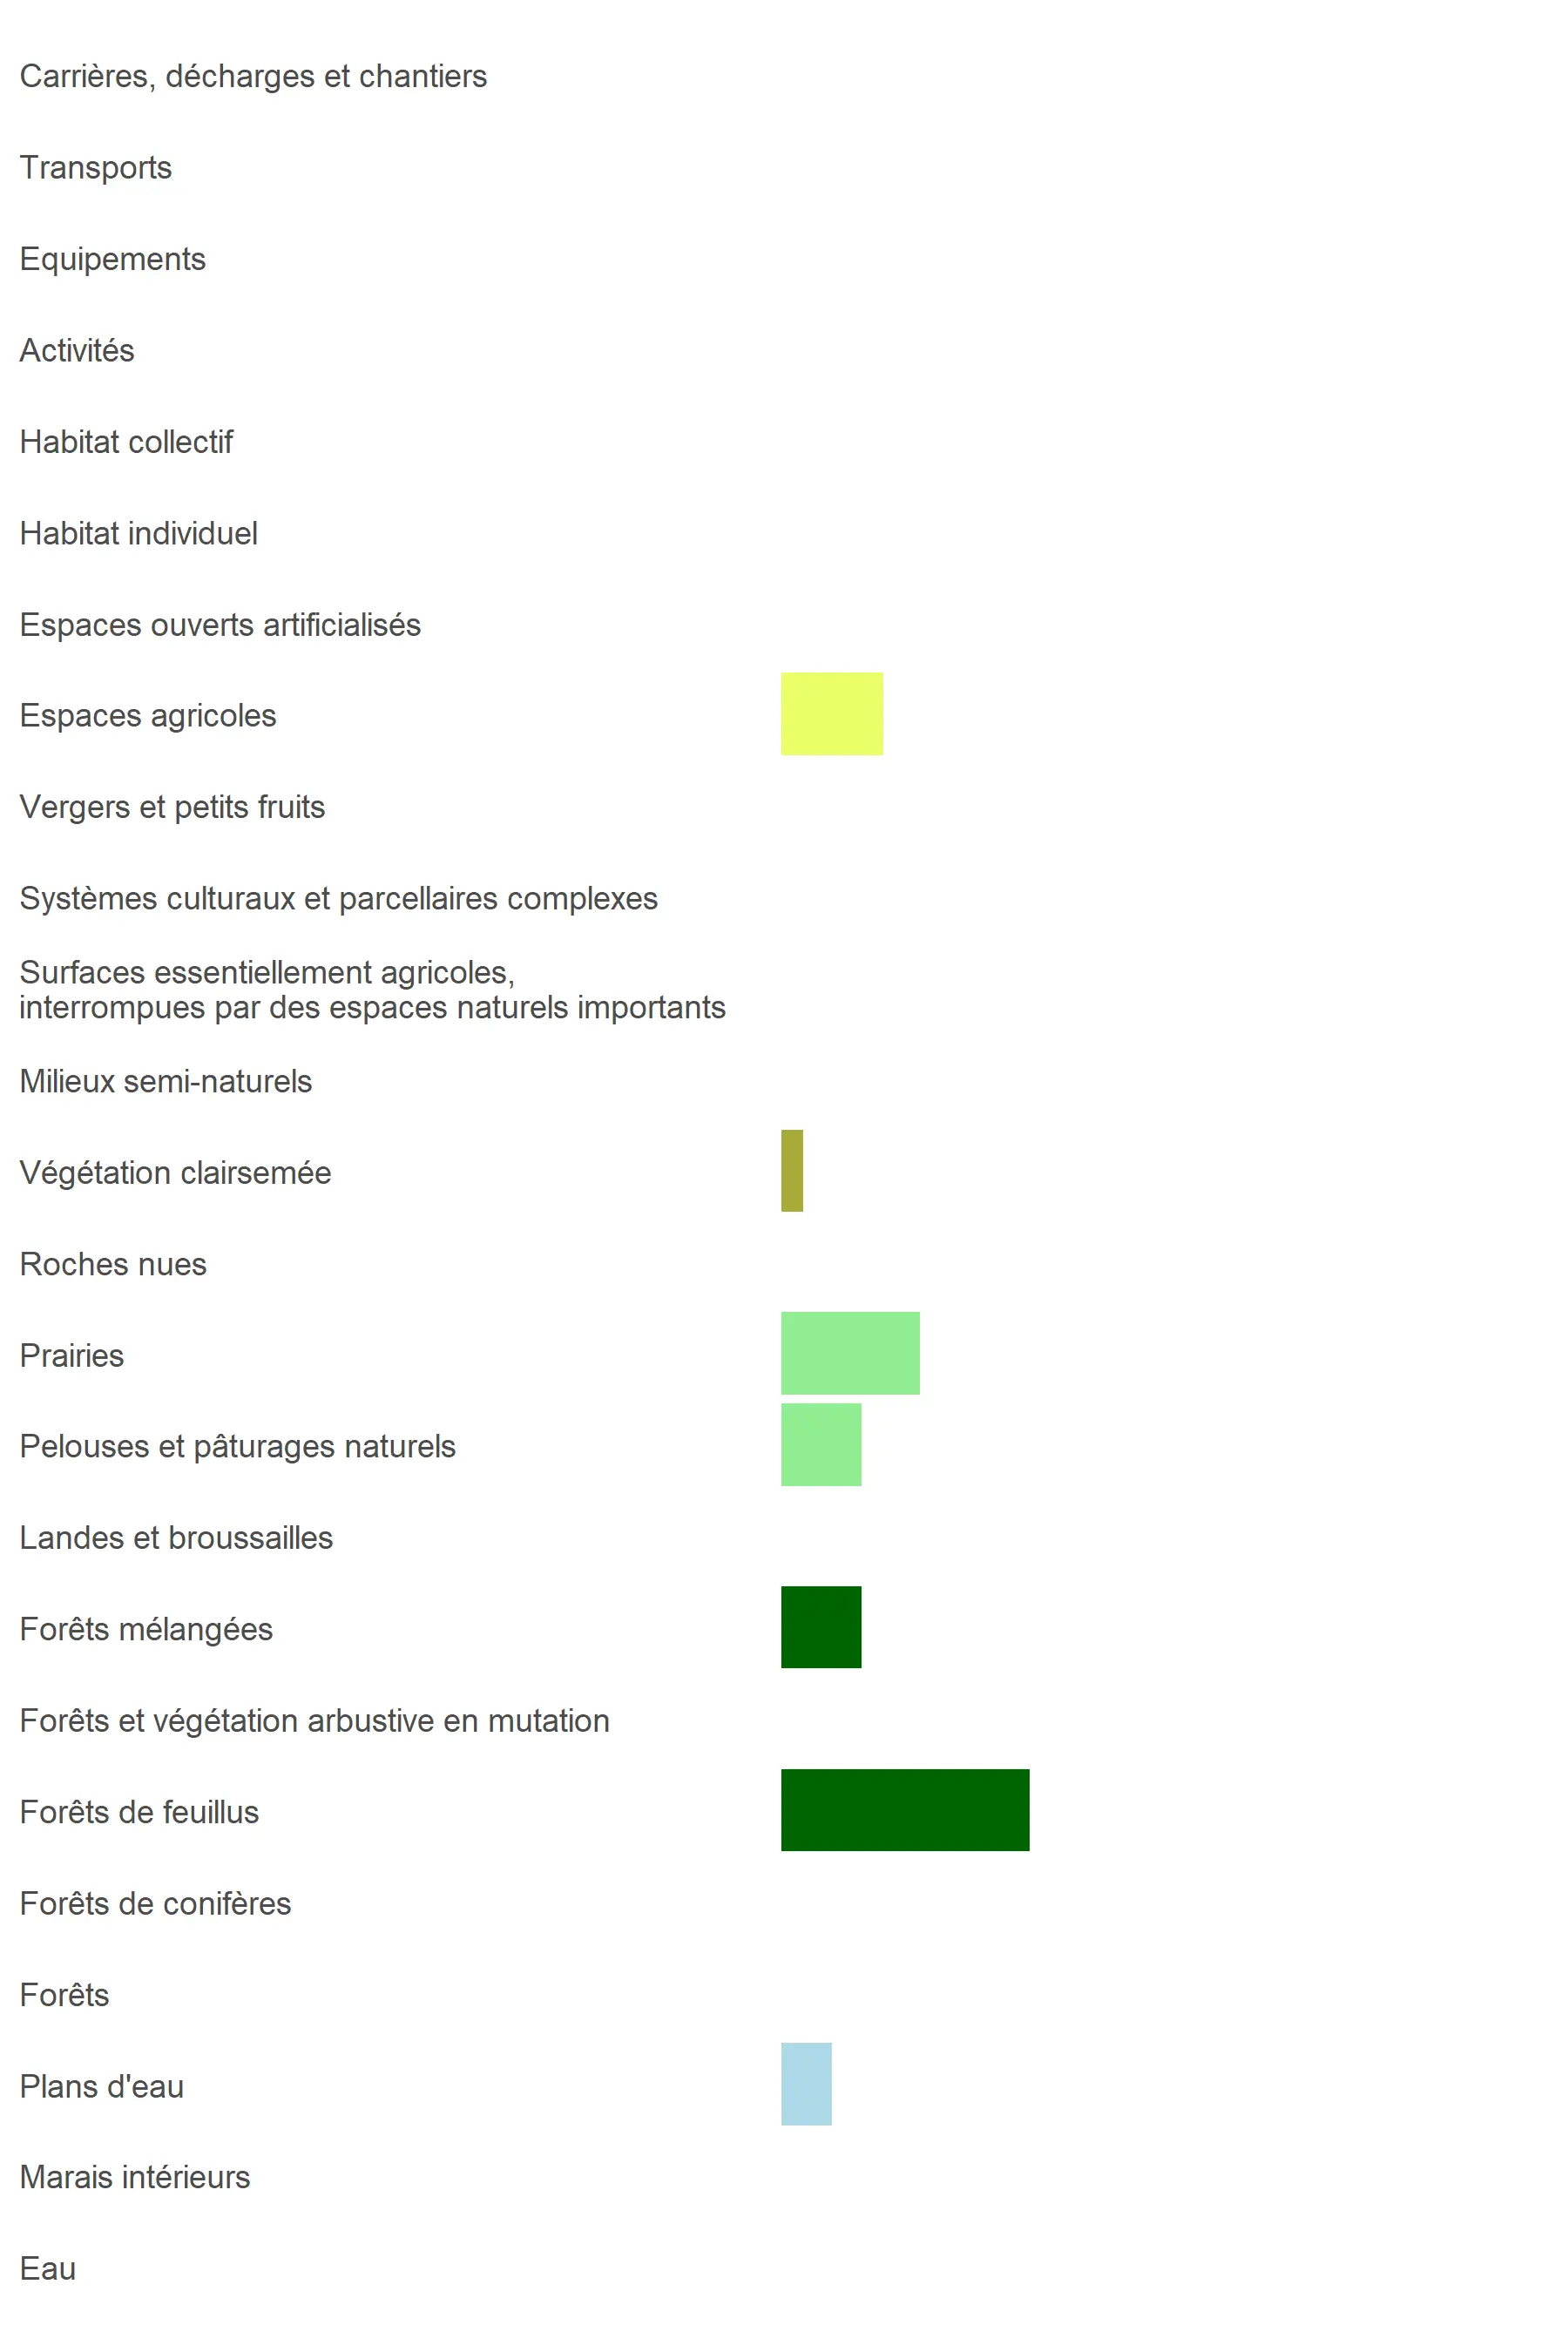 Carrières, décharges et chantiers
Transports
Equipements
Activités
Habitat collectif
Habitat individuel
Espaces ouverts artificialisés
Espaces agricoles
Vergers et petits fruits
Systèmes culturaux et parcellaires complexes
Surfaces essentiellement agricoles,
interrompues par des espaces naturels importants
Milieux semi-naturels
Végétation clairsemée
Roches nues
Prairies
Pelouses et pâturages naturels
Landes et broussailles
Forêts mélangées
Forêts et végétation arbustive en mutation
Forêts de feuillus
Forêts de conifères
Forêts
Plans d'eau
Marais intérieurs
Eau